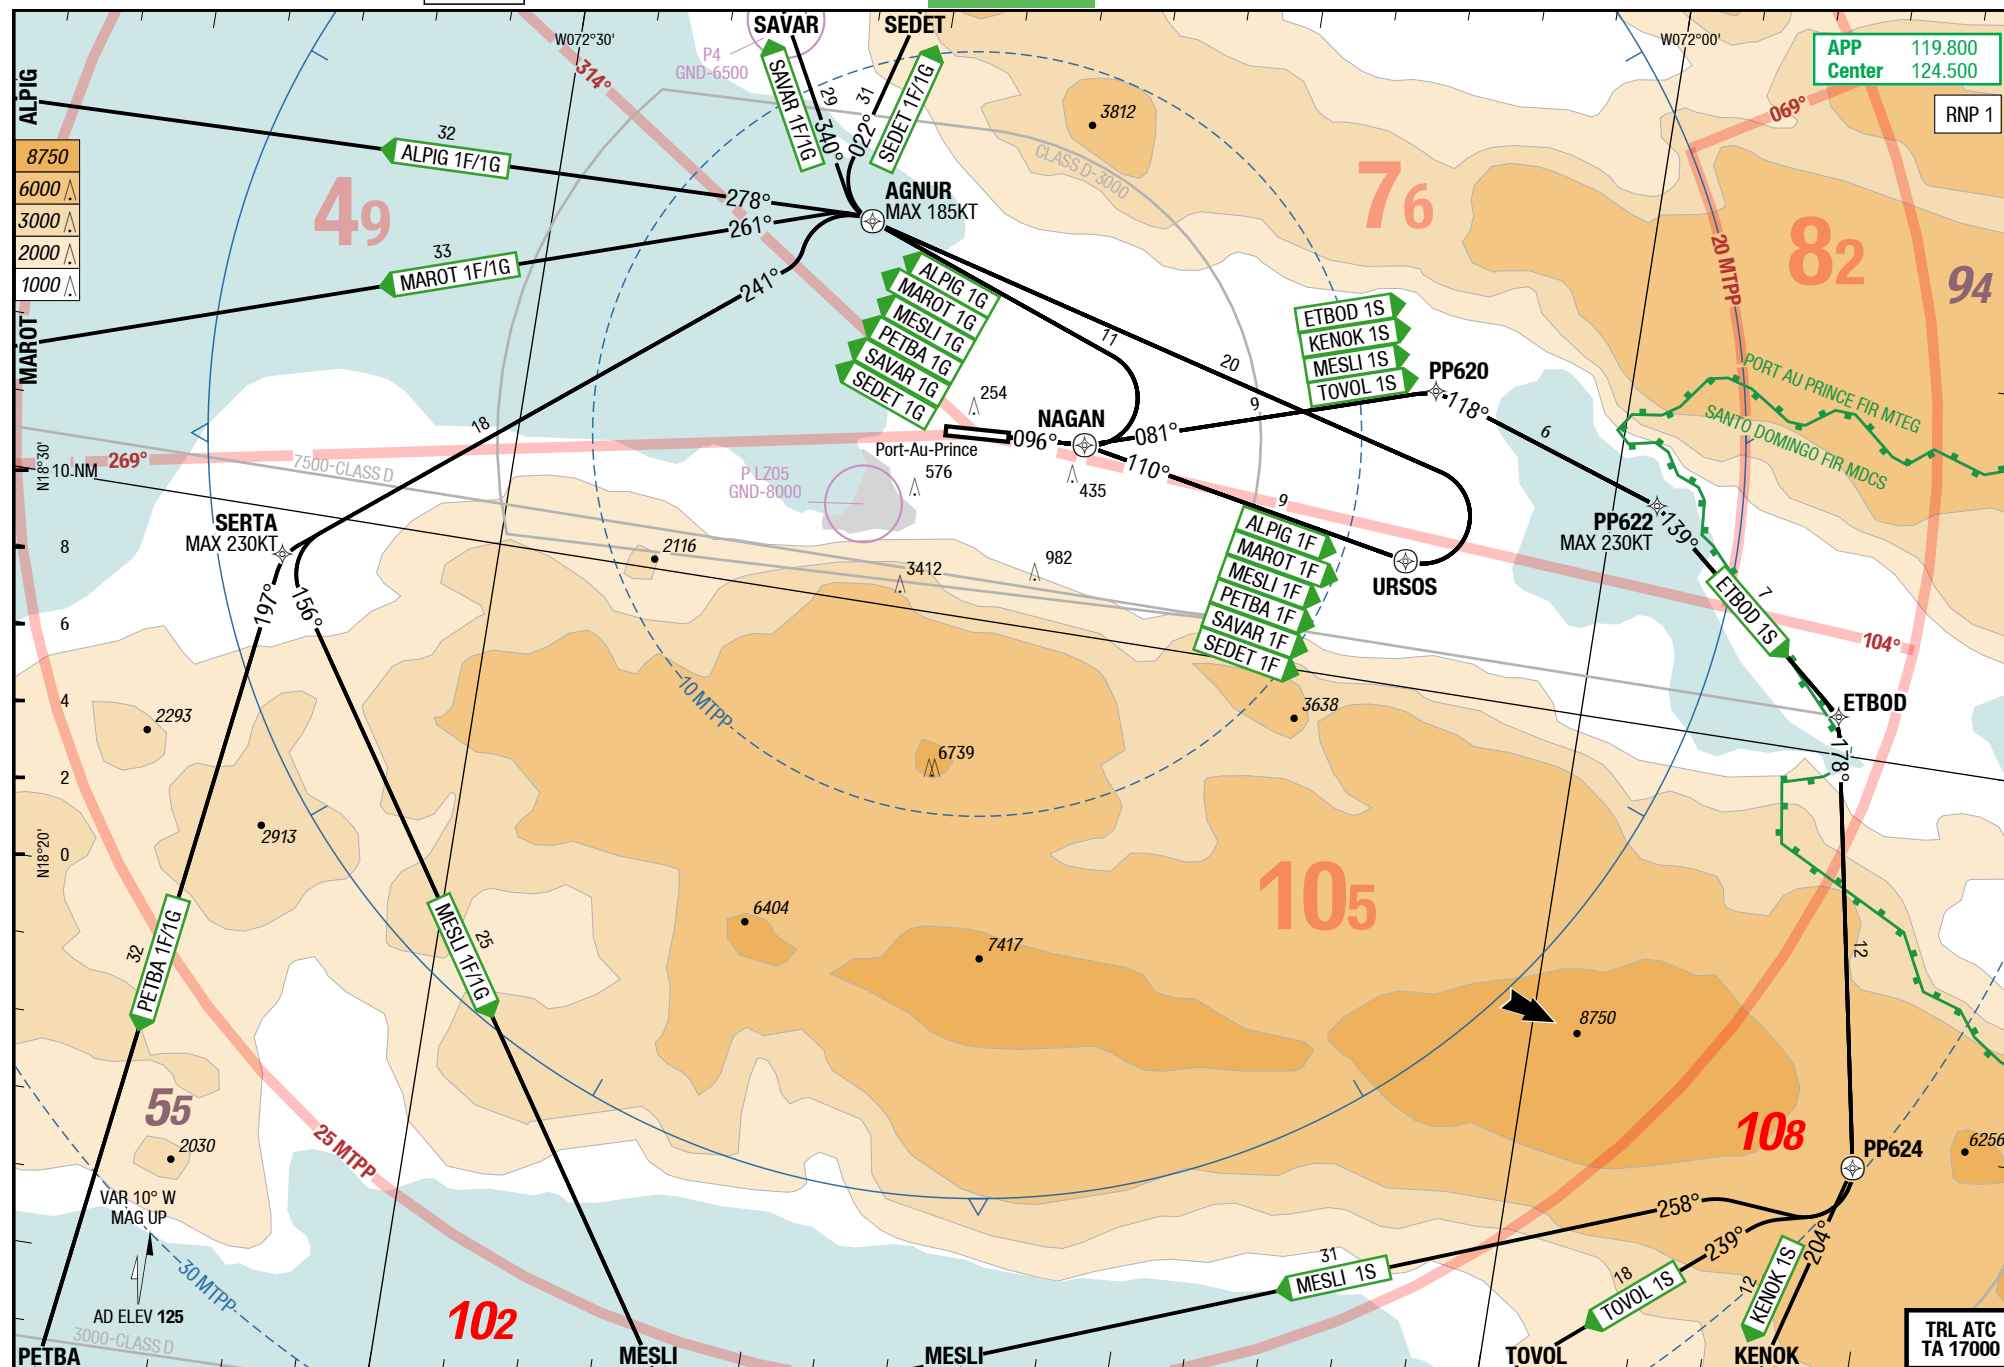 SAVAR
SEDET
W072°30'
W072°00'
P4
GND-6500
APP 119.800
Center 124.500
RNP 1
ALPIG
314°
069°
29
31
340°
022°
SAVAR 1F/1G
SEDET 1F/1G
3812
CLASS D-3000
8750
6000
3000
2000
1000
32
ALPIG 1F/1G
49
76
82
94
278°
261°
241°
AGNUR
MAX 185KT
20 MTPP
33
MAROT 1F/1G
MAROT
ALPIG 1G
MAROT 1G
MESLI 1G
PETBA 1G
SAVAR 1G
SEDET 1G
11
20
ETBOD 1S
KENOK 1S
MESLI 1S
TOVOL 1S
PP620
118°
PORT AU PRINCE FIR MTEG
SANTO DOMINGO FIR MDCS
254
NAGAN
096°
081°
9
6
18
Port-Au-Prince
269°
7500-CLASS D
N18°30'
10 NM
P LZ05
GND-8000
576
435
110°
9
SERTA
MAX 230KT
PP622
MAX 230KT
139°
8
6
4
2
0
2116
3412
982
URSOS
ALPIG 1F
MAROT 1F
MESLI 1F
PETBA 1F
SAVAR 1F
SEDET 1F
7
ETBOD 1S
104°
197°
156°
10 MTPP
2293
3638
ETBOD
6739
178°
N18°20'
2913
105
6404
7417
12
32
PETBA 1F/1G
25
MESLI 1F/1G
8750
55
2030
25 MTPP
108
PP624
6256
VAR 10° W
MAG UP
30 MTPP
AD ELEV 125
3000-CLASS D
102
258°
239°
204°
31
MESLI 1S
18
TOVOL 1S
12
KENOK 1S
TRL ATC
TA 17000
PETBA
MESLI
MESLI
TOVOL
KENOK